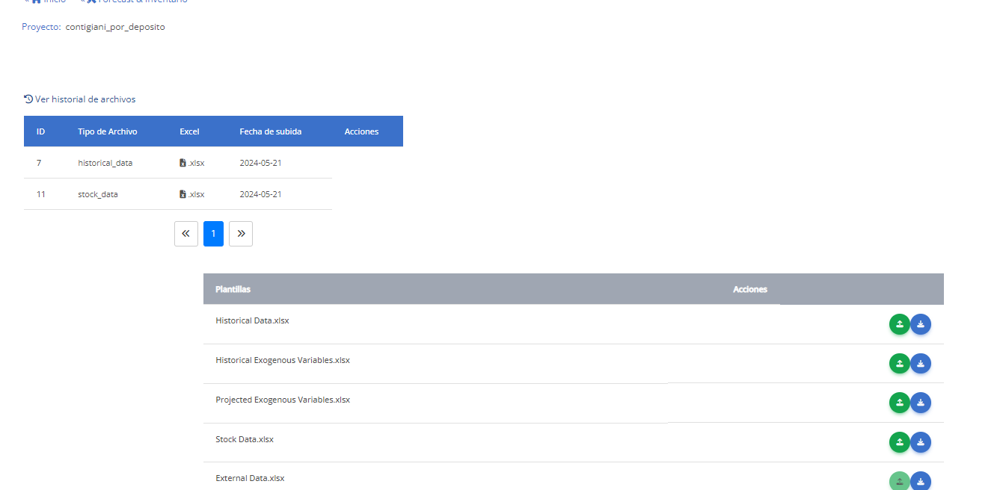 « Inicio « Forecast & Inventario
Proyecto: contigiani_por_deposito
Ver historial de archivos
ID Tipo de Archivo Excel Fecha de subida Acciones
7 historical_data .xlsx 2024-05-21
11 stock_data .xlsx 2024-05-21
« 1 »
Plantillas Acciones
Historical Data.xlsx
Historical Exogenous Variables.xlsx
Projected Exogenous Variables.xlsx
Stock Data.xlsx
External Data.xlsx